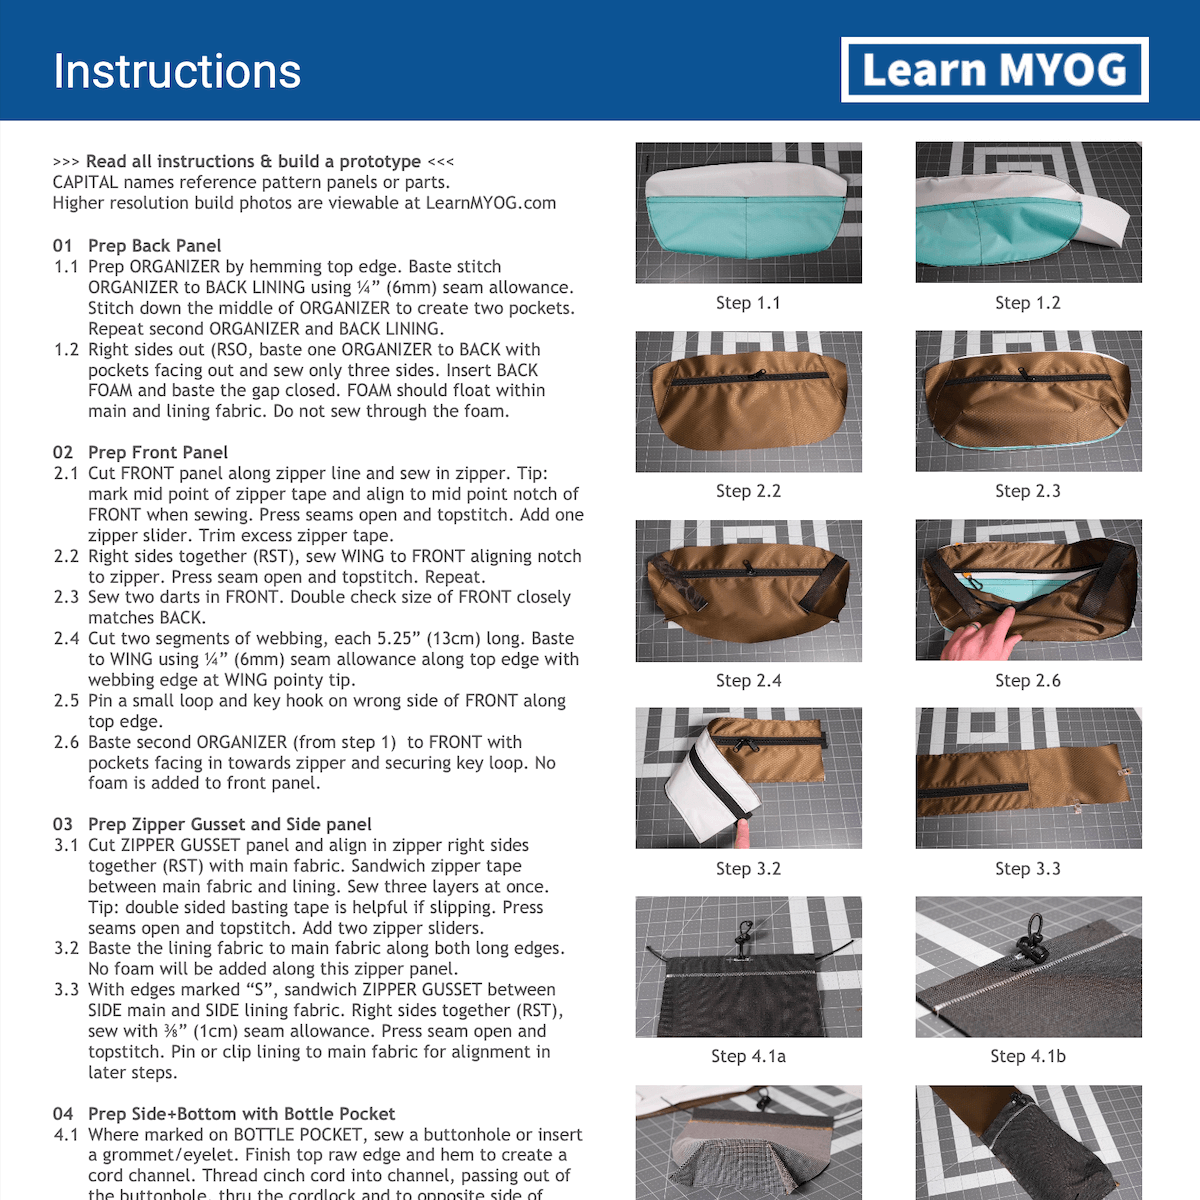 Instructions
Learn MYOG
>>> Read all instructions & build a prototype <<<
CAPITAL names reference pattern panels or parts.
Higher resolution build photos are viewable at LearnMYOG.com
01 Prep Back Panel
1.1 Prep ORGANIZER by hemming top edge. Baste stitch
ORGANIZER to BACK LINING using ¼” (6mm) seam allowance.
Stitch down the middle of ORGANIZER to create two pockets.
Repeat second ORGANIZER and BACK LINING.
1.2 Right sides out (RSO, baste one ORGANIZER to BACK with
pockets facing out and sew only three sides. Insert BACK
FOAM and baste the gap closed. FOAM should float within
main and lining fabric. Do not sew through the foam.
02 Prep Front Panel
2.1 Cut FRONT panel along zipper line and sew in zipper. Tip:
mark mid point of zipper tape and align to mid point notch of
FRONT when sewing. Press seams open and topstitch. Add one
zipper slider. Trim excess zipper tape.
2.2 Right sides together (RST), sew WING to FRONT aligning notch
to zipper. Press seam open and topstitch. Repeat.
2.3 Sew two darts in FRONT. Double check size of FRONT closely
matches BACK.
2.4 Cut two segments of webbing, each 5.25” (13cm) long. Baste
to WING using ¼” (6mm) seam allowance along top edge with
webbing edge at WING pointy tip.
2.5 Pin a small loop and key hook on wrong side of FRONT along
top edge.
2.6 Baste second ORGANIZER (from step 1) to FRONT with
pockets facing in towards zipper and securing key loop. No
foam is added to front panel.
03 Prep Zipper Gusset and Side panel
3.1 Cut ZIPPER GUSSET panel and align in zipper right sides
together (RST) with main fabric. Sandwich zipper tape
between main fabric and lining. Sew three layers at once.
Tip: double sided basting tape is helpful if slipping. Press
seams open and topstitch. Add two zipper sliders.
3.2 Baste the lining fabric to main fabric along both long edges.
No foam will be added along this zipper panel.
3.3 With edges marked “S”, sandwich ZIPPER GUSSET between
SIDE main and SIDE lining fabric. Right sides together (RST),
sew with ⅜” (1cm) seam allowance. Press seam open and
topstitch. Pin or clip lining to main fabric for alignment in
later steps.
04 Prep Side+Bottom with Bottle Pocket
4.1 Where marked on BOTTLE POCKET, sew a buttonhole or insert
a grommet/eyelet. Finish top raw edge and hem to create a
cord channel. Thread cinch cord into channel, passing out of
the buttonhole, thru the cordlock and to opposite side of
Step 1.1
Step 1.2
Step 2.2
Step 2.3
Step 2.4
Step 2.6
Step 3.2
Step 3.3
Step 4.1a
Step 4.1b